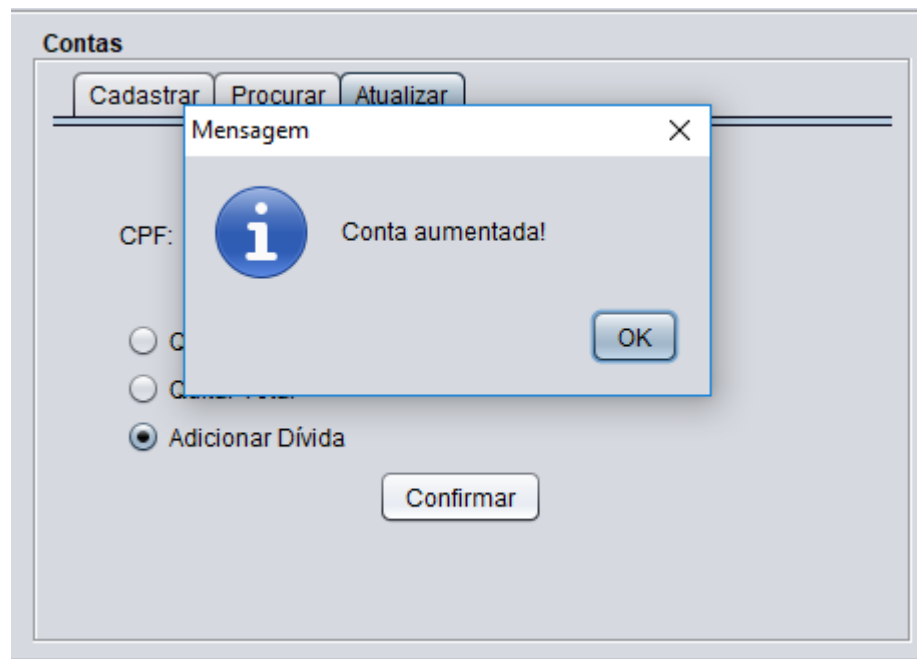 Contas
Cadastrar Procurar Atualizar
Mensagem
CPF:
Conta aumentada!
OK
Adicionar Dívida
Confirmar